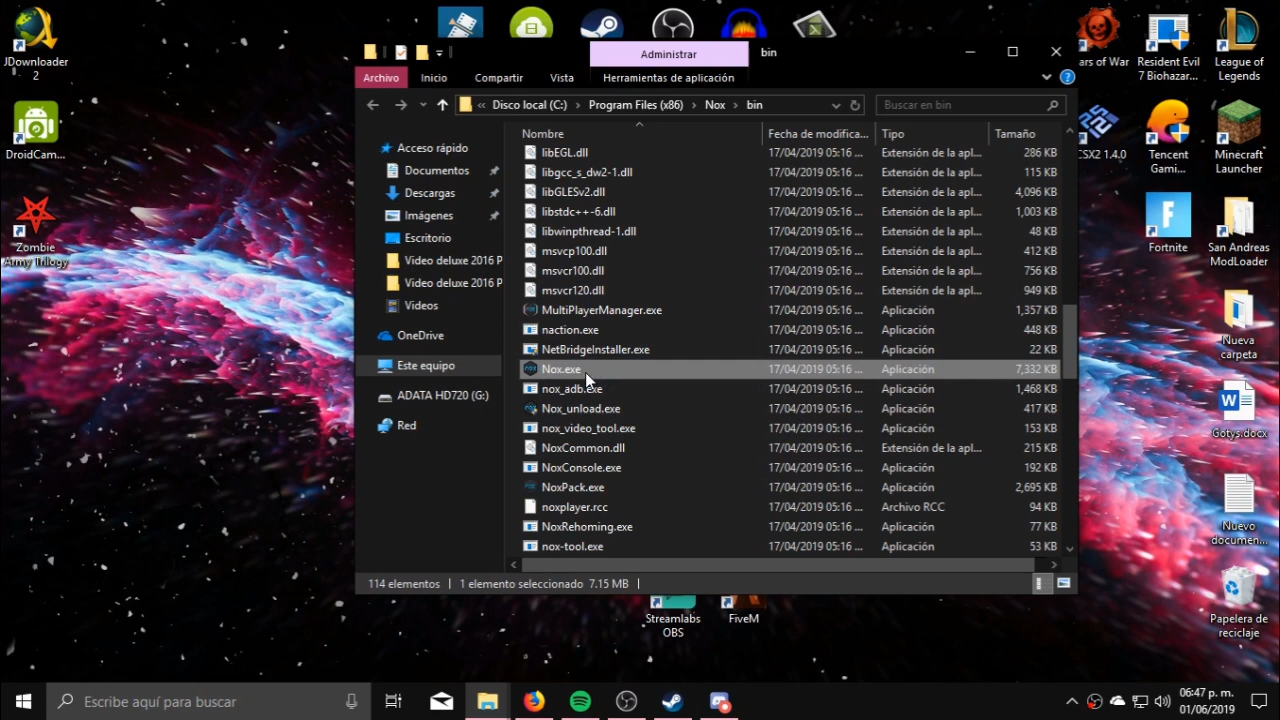 JDownloader
2
DroidCam...
Zombie
Army Trilogy
Administrar
bin
Archivo
Inicio
Compartir
Vista
Herramientas de aplicación
« Disco local (C:) > Program Files (x86) > Nox > bin
Buscar en bin
Acceso rápido
Documentos
Descargas
Imágenes
Escritorio
Video deluxe 2016 P
Video deluxe 2016 P
Videos
OneDrive
Este equipo
ADATA HD720 (G:)
Red
Nombre Fecha de modifica... Tipo Tamaño
libEGL.dll 17/04/2019 05:16 ... Extensión de la apl... 286 KB
libgcc_s_dw2-1.dll 17/04/2019 05:16 ... Extensión de la apl... 115 KB
libGLESv2.dll 17/04/2019 05:16 ... Extensión de la apl... 4,096 KB
libstdc++-6.dll 17/04/2019 05:16 ... Extensión de la apl... 1,003 KB
libwinpthread-1.dll 17/04/2019 05:16 ... Extensión de la apl... 48 KB
msvcp100.dll 17/04/2019 05:16 ... Extensión de la apl... 412 KB
msvcr100.dll 17/04/2019 05:16 ... Extensión de la apl... 756 KB
msvcr120.dll 17/04/2019 05:16 ... Extensión de la apl... 949 KB
MultiPlayerManager.exe 17/04/2019 05:16 ... Aplicación 1,357 KB
naction.exe 17/04/2019 05:16 ... Aplicación 448 KB
NetBridgeInstaller.exe 17/04/2019 05:16 ... Aplicación 22 KB
Nox.exe 17/04/2019 05:16 ... Aplicación 7,332 KB
nox_adb.exe 17/04/2019 05:16 ... Aplicación 1,468 KB
Nox_unload.exe 17/04/2019 05:16 ... Aplicación 417 KB
nox_video_tool.exe 17/04/2019 05:16 ... Aplicación 153 KB
NoxCommon.dll 17/04/2019 05:16 ... Extensión de la apl... 215 KB
NoxConsole.exe 17/04/2019 05:16 ... Aplicación 192 KB
NoxPack.exe 17/04/2019 05:16 ... Aplicación 2,695 KB
noxplayer.rcc 17/04/2019 05:16 ... Archivo RCC 94 KB
NoxRehoming.exe 17/04/2019 05:16 ... Aplicación 77 KB
nox-tool.exe 17/04/2019 05:16 ... Aplicación 53 KB
114 elementos 1 elemento seleccionado 7.15 MB
ars of War
Resident Evil
7 Biohazar...
League of
Legends
CSX2 1.4.0
Tencent
Gami...
Minecraft
Launcher
Fortnite
San Andreas
ModLoader
Nueva
carpeta
Gotys.docx
Nuevo
documen...
Papelera de
reciclaje
Streamlabs
OBS
FiveM
Escribe aquí para buscar
06:47 p. m.
01/06/2019